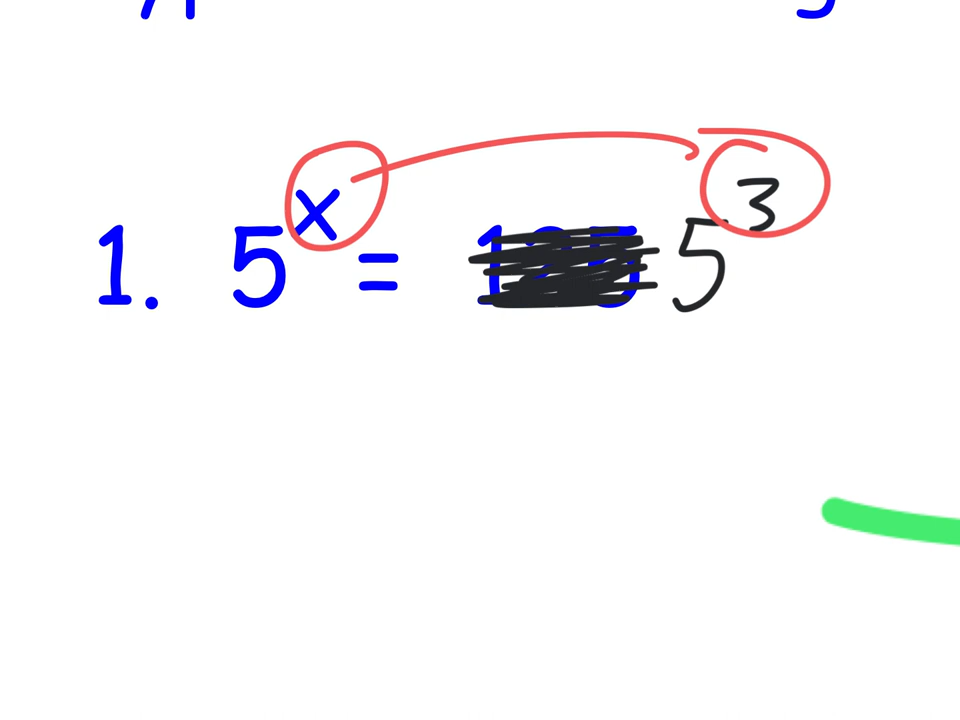 1. 5^x = 5^3